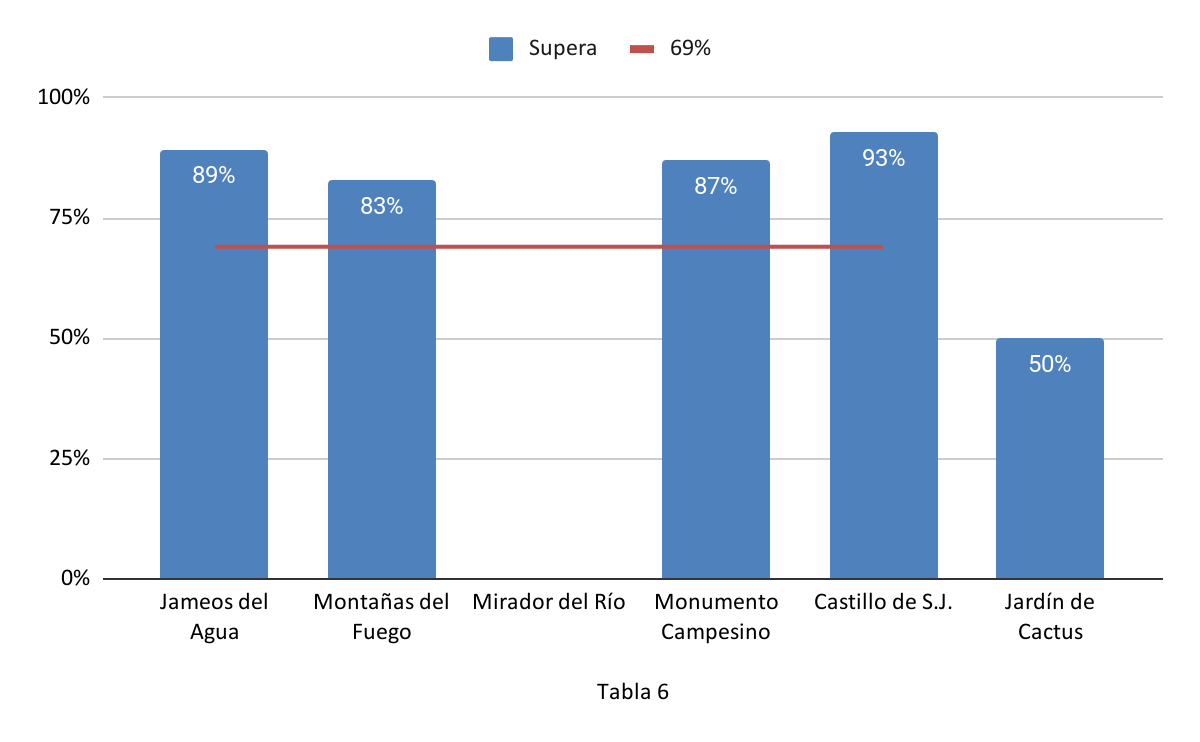 Supera 69%
100%
75%
50%
25%
0%
89%
83%
87%
93%
50%
Jameos del Agua
Montañas del Fuego
Mirador del Río
Monumento Campesino
Castillo de S.J.
Jardín de Cactus
Tabla 6